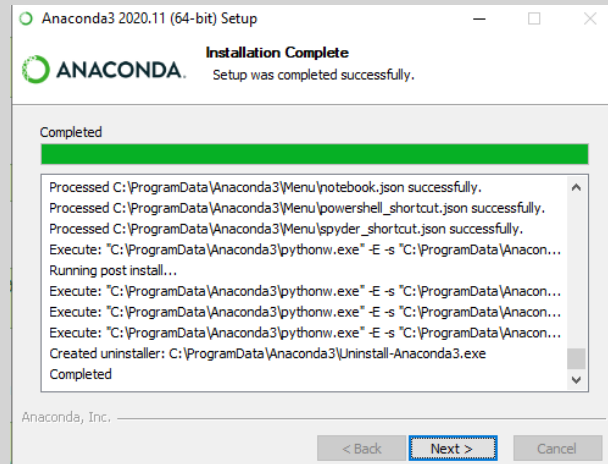 Anaconda3 2020.11 (64-bit) Setup
ANACONDA.
Installation Complete
Setup was completed successfully.
Completed
Processed C:\ProgramData\Anaconda3\Menu\notebook.json successfully.
Processed C:\ProgramData\Anaconda3\Menu\powershell_shortcut.json successfully.
Processed C:\ProgramData\Anaconda3\Menu\spyder_shortcut.json successfully.
Execute: "C:\ProgramData\Anaconda3\pythonw.exe" -E -s "C:\ProgramData\Anacon...
Running post install...
Execute: "C:\ProgramData\Anaconda3\pythonw.exe" -E -s "C:\ProgramData\Anacon...
Execute: "C:\ProgramData\Anaconda3\pythonw.exe" -E -s "C:\ProgramData\Anacon...
Execute: "C:\ProgramData\Anaconda3\pythonw.exe" -E -s "C:\ProgramData\Anacon...
Created uninstaller: C:\ProgramData\Anaconda3\Uninstall-Anaconda3.exe
Completed
Anaconda, Inc.
< Back Next > Cancel